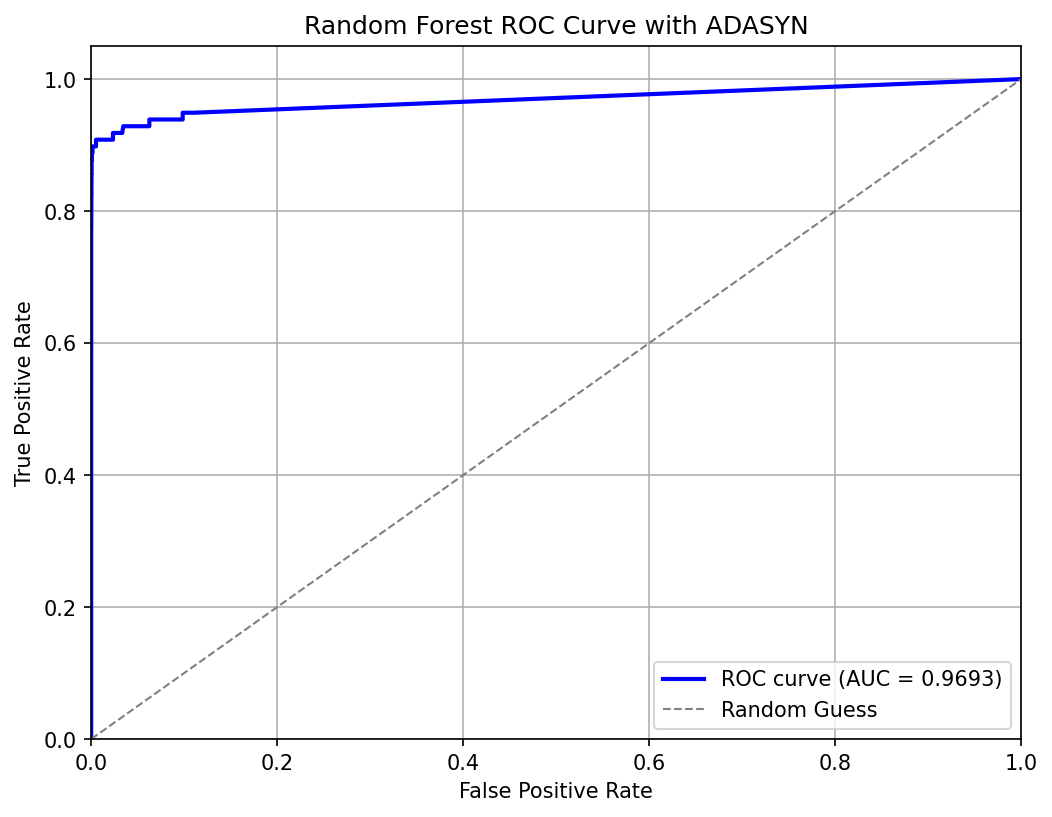 Random Forest ROC Curve with ADASYN
True Positive Rate
1.0
0.8
0.6
0.4
0.2
0.0
0.0 0.2 0.4 0.6 0.8 1.0
False Positive Rate
ROC curve (AUC = 0.9693)
Random Guess